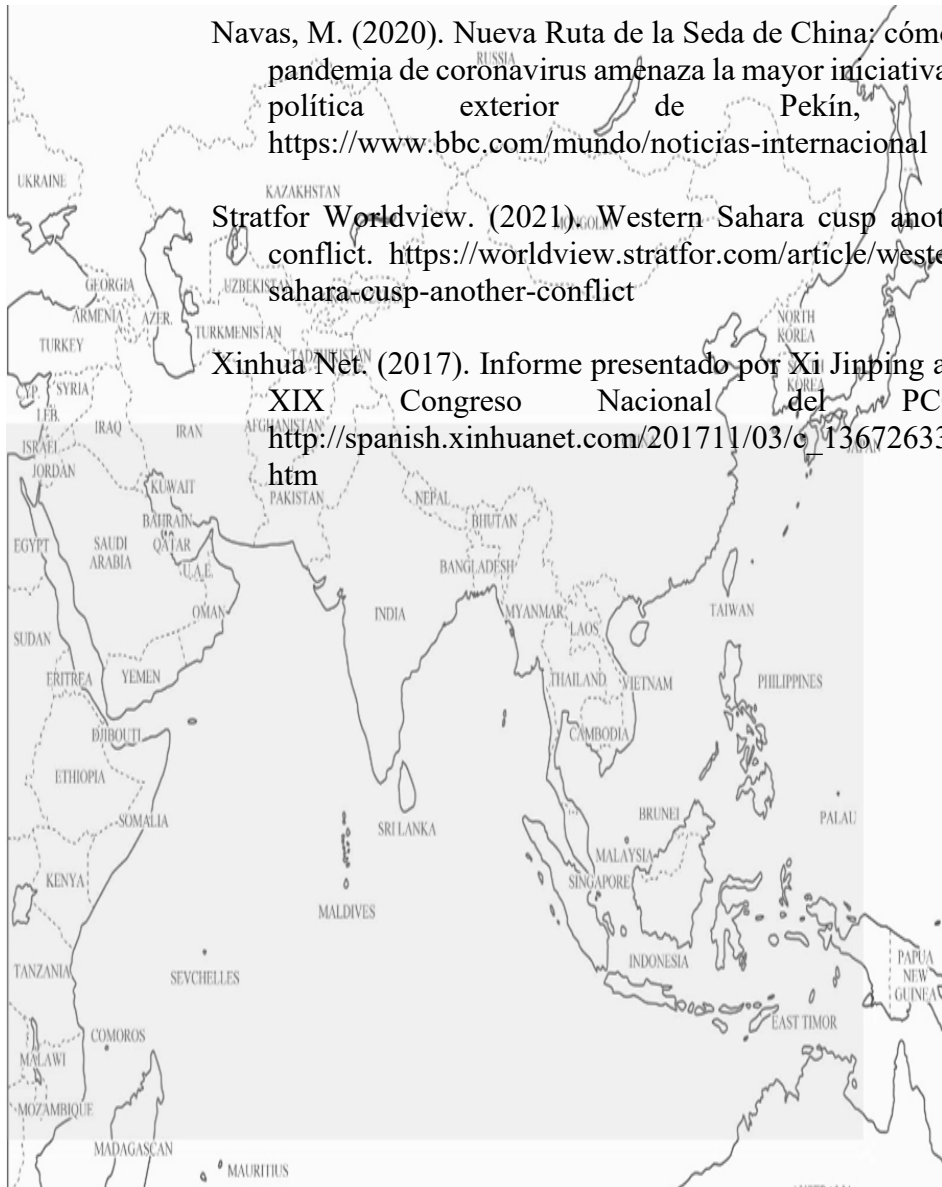 Navas, M. (2020). Nueva Ruta de la Seda de China: cómo
pandemia de coronavirus amenaza la mayor iniciativa
política exterior de Pekín,
https://www.bbc.com/mundo/noticias-internacional
Stratfor Worldview. (2021). Western Sahara cusp anot
conflict. https://worldview.stratfor.com/article/weste
sahara-cusp-another-conflict
Xinhua Net. (2017). Informe presentado por Xi Jinping a
XIX Congreso Nacional del PC
http://spanish.xinhuanet.com/201711/03/c_13672633
htm
RUSSIA
UKRAINE
KAZAKHSTAN
MONGOLIA
GEORGIA
UZBEKISTAN
ARMENIA
AZER.
TURKMENISTAN
NORTH
KOREA
TURKEY
TADZHIKISTAN
KOREA
CYP.
SYRIA
LEB.
IRAQ
IRAN
AFGHANISTAN
ISRAEL
JAPAN
JORDAN
KUWAIT
PAKISTAN
NEPAL
BAHRAIN
BHUTAN
EGYPT
SAUDI
ARABIA
QATAR
U.A.E.
BANGLADESH
OMAN
INDIA
MYANMAR
TAIWAN
LAOS
SUDAN
ERITREA
YEMEN
THAILAND
VIETNAM
PHILIPPINES
DJIBOUTI
CAMBODIA
ETHIOPIA
SOMALIA
SRI LANKA
BRUNEI
PALAU
MALAYSIA
KENYA
SINGAPORE
MALDIVES
TANZANIA
SEVCHELLES
INDONESIA
PAPUA
NEW
GUINEA
EAST TIMOR
COMOROS
MALAWI
MOZAMBIQUE
MADAGASCAN
MAURITIUS